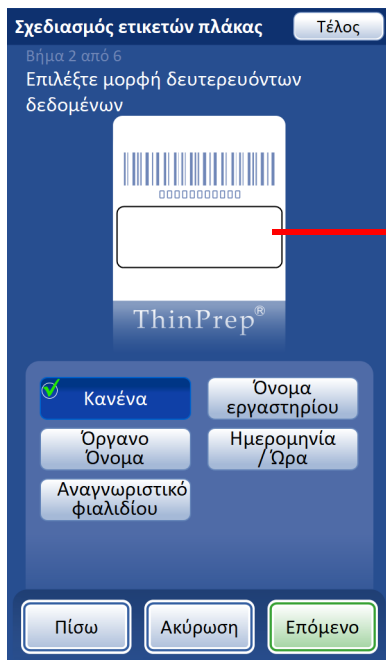 Σχεδιασμός ετικετών πλάκας
Τέλος
Βήμα 2 από 6
Επιλέξτε μορφή δευτερευόντων
δεδομένων
00000000000
ThinPrep®
Κανένα
Όνομα
εργαστηρίου
Όργανο
Όνομα
Ημερομηνία
/ Ώρα
Αναγνωριστικό
φιαλιδίου
Πίσω
Ακύρωση
Επόμενο